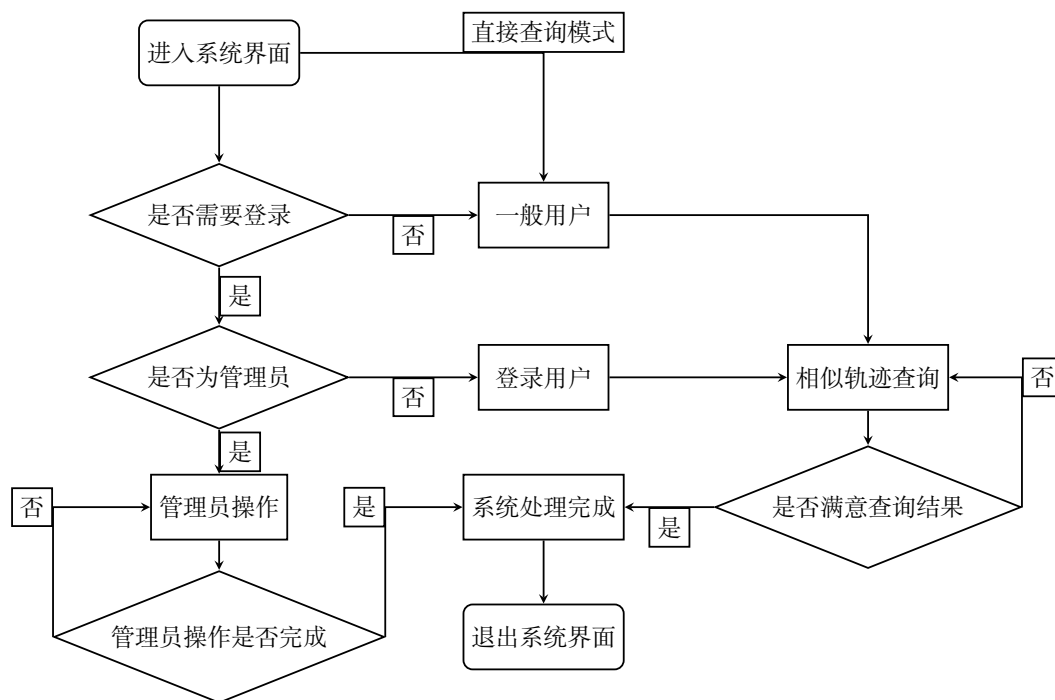 直接查询模式
进入系统界面
是否需要登录
否
一般用户
是
是否为管理员
否
登录用户
相似轨迹查询
否
是
管理员操作
否
是
系统处理完成
是
是否满意查询结果
管理员操作是否完成
退出系统界面